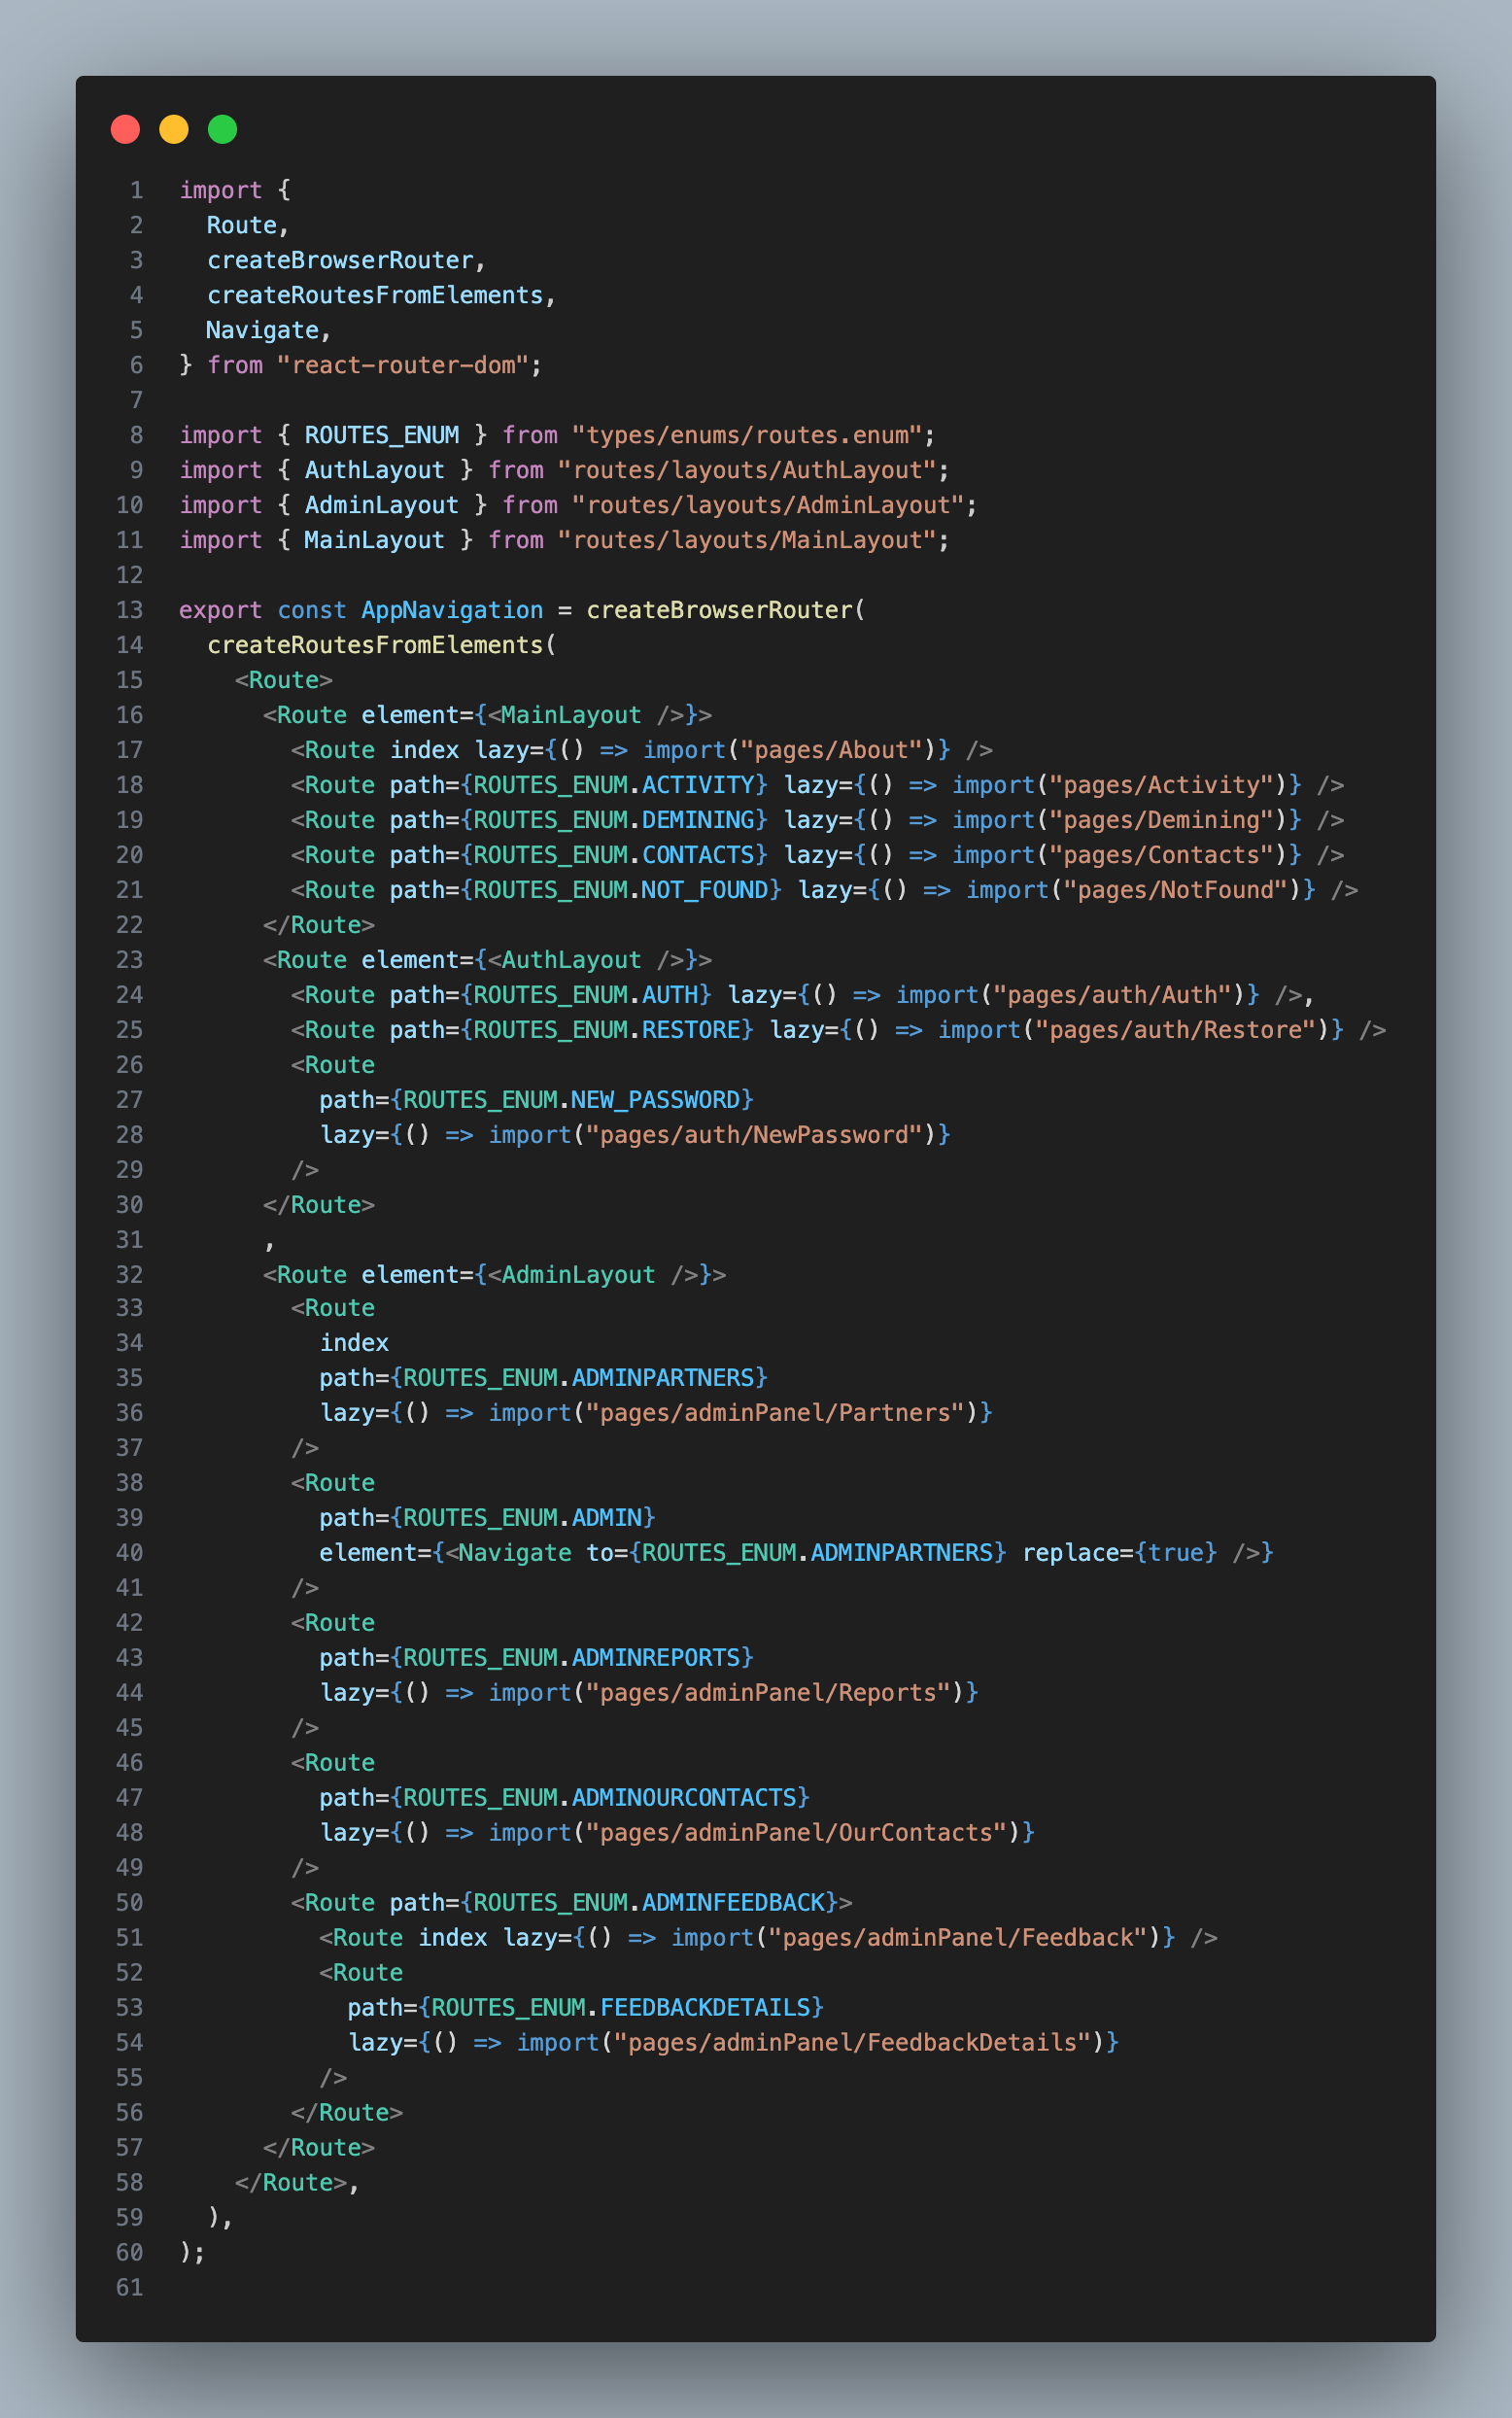 1 import {
2   Route,
3   createBrowserRouter,
4   createRoutesFromElements,
5   Navigate,
6 } from "react-router-dom";
7
8 import { ROUTES_ENUM } from "types/enums/routes.enum";
9 import { AuthLayout } from "routes/layouts/AuthLayout";
10 import { AdminLayout } from "routes/layouts/AdminLayout";
11 import { MainLayout } from "routes/layouts/MainLayout";
12
13 export const AppNavigation = createBrowserRouter(
14   createRoutesFromElements(
15     <Route>
16       <Route element={<MainLayout />}>
17         <Route index lazy={() => import("pages/About")} />
18         <Route path={ROUTES_ENUM.ACTIVITY} lazy={() => import("pages/Activity")} />
19         <Route path={ROUTES_ENUM.DEMINING} lazy={() => import("pages/Demining")} />
20         <Route path={ROUTES_ENUM.CONTACTS} lazy={() => import("pages/Contacts")} />
21         <Route path={ROUTES_ENUM.NOT_FOUND} lazy={() => import("pages/NotFound")} />
22       </Route>
23       <Route element={<AuthLayout />}>
24         <Route path={ROUTES_ENUM.AUTH} lazy={() => import("pages/auth/Auth")} />,
25         <Route path={ROUTES_ENUM.RESTORE} lazy={() => import("pages/auth/Restore")} />
26         <Route
27           path={ROUTES_ENUM.NEW_PASSWORD}
28           lazy={() => import("pages/auth/NewPassword")}
29         />
30       </Route>
31       ,
32       <Route element={<AdminLayout />}>
33         <Route
34           index
35           path={ROUTES_ENUM.ADMINPARTNERS}
36           lazy={() => import("pages/adminPanel/Partners")}
37         />
38         <Route
39           path={ROUTES_ENUM.ADMIN}
40           element={<Navigate to={ROUTES_ENUM.ADMINPARTNERS} replace={true} />}
41         />
42         <Route
43           path={ROUTES_ENUM.ADMINREPORTS}
44           lazy={() => import("pages/adminPanel/Reports")}
45         />
46         <Route
47           path={ROUTES_ENUM.ADMINOURCONTACTS}
48           lazy={() => import("pages/adminPanel/OurContacts")}
49         />
50         <Route path={ROUTES_ENUM.ADMINFEEDBACK}>
51           <Route index lazy={() => import("pages/adminPanel/Feedback")} />
52           <Route
53             path={ROUTES_ENUM.FEEDBACKDETAILS}
54             lazy={() => import("pages/adminPanel/FeedbackDetails")}
55           />
56         </Route>
57       </Route>
58     </Route>,
59   ),
60 );
61